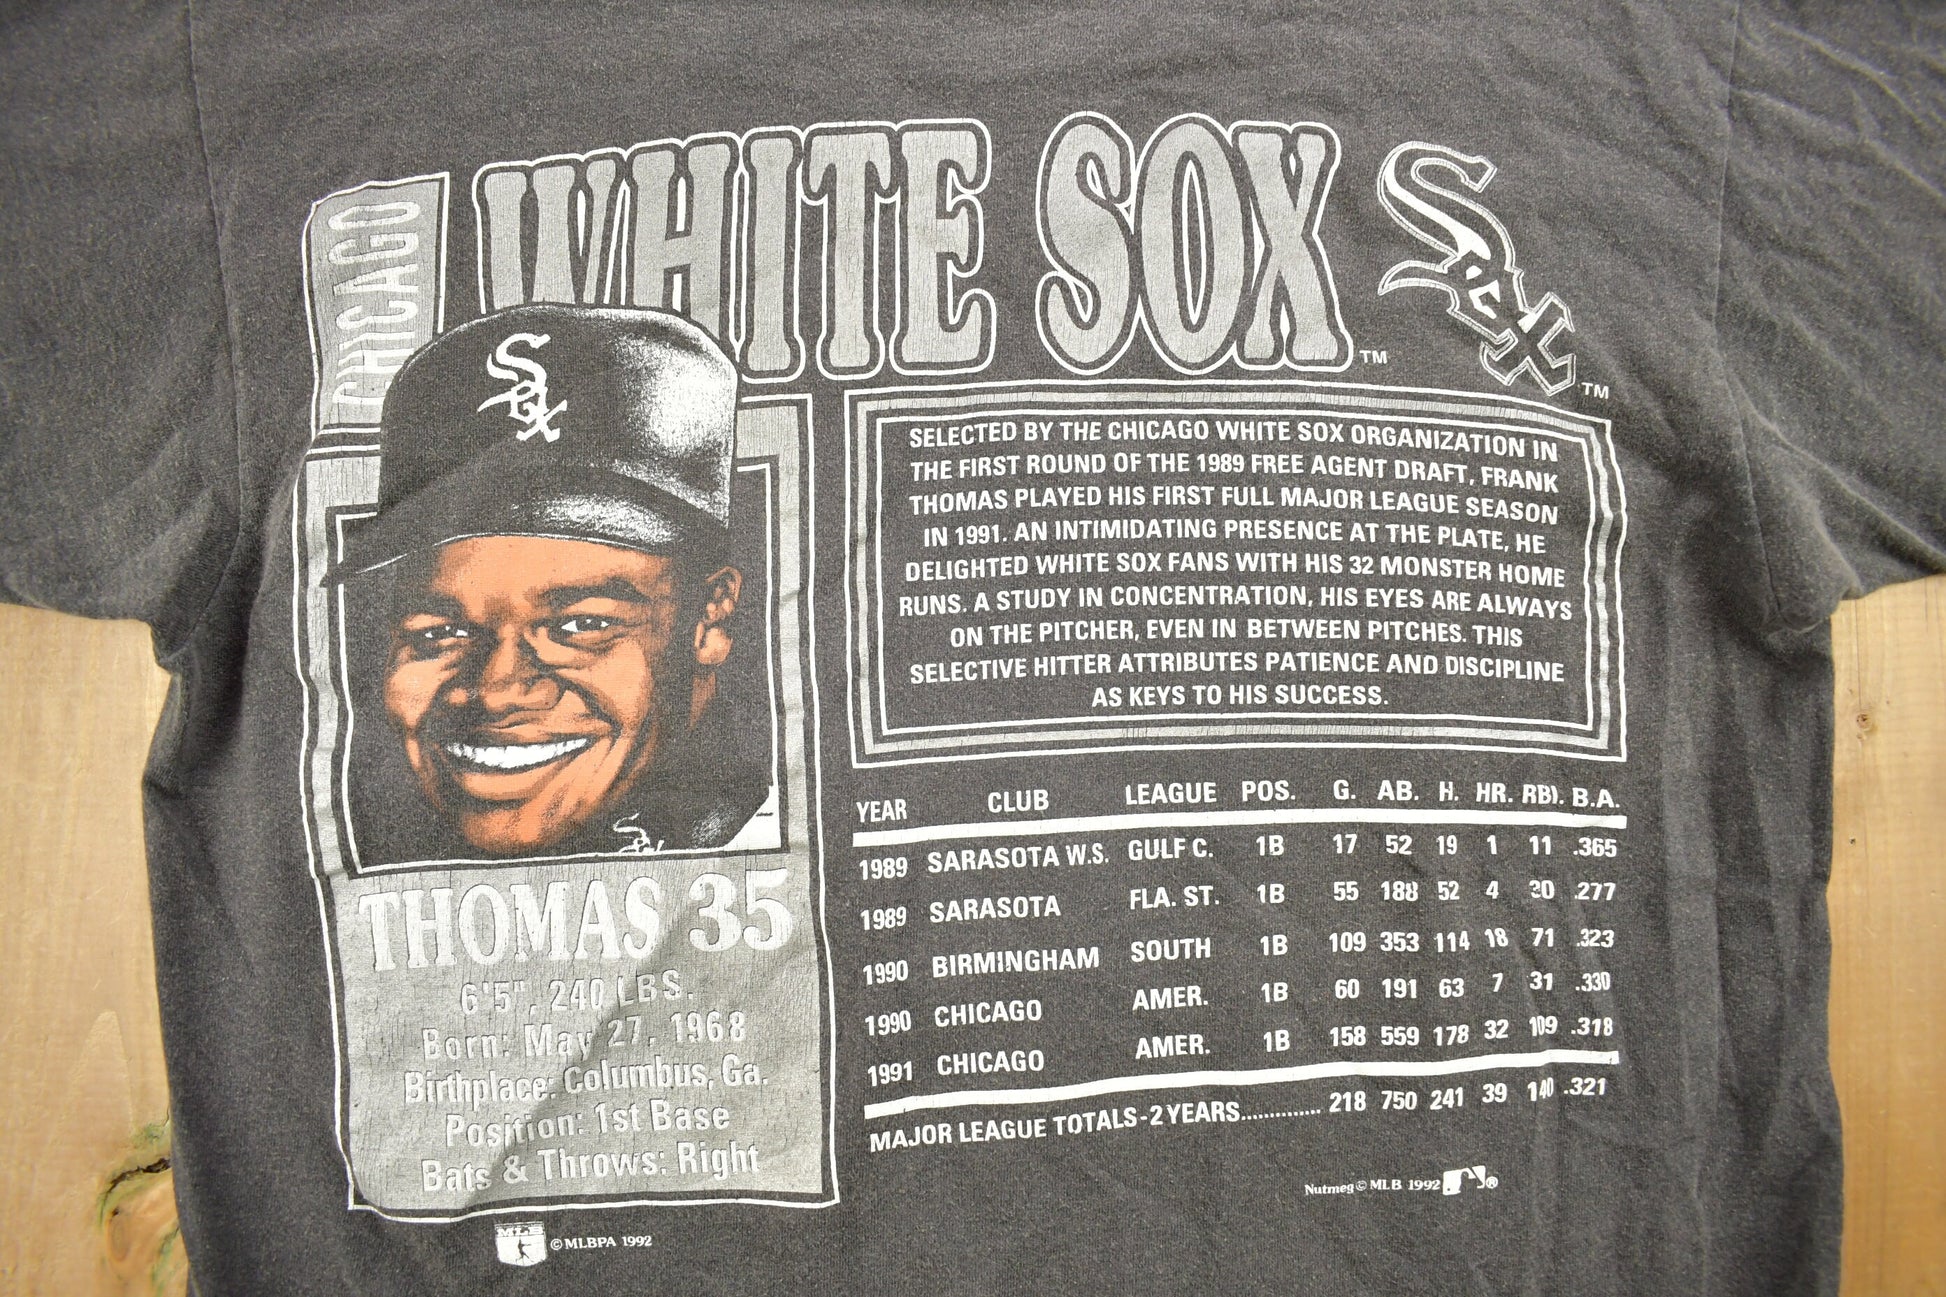 CHICAGO
WHITE SOX TM
Sox TM
Sox
SELECTED BY THE CHICAGO WHITE SOX ORGANIZATION IN
THE FIRST ROUND OF THE 1989 FREE AGENT DRAFT, FRANK
THOMAS PLAYED HIS FIRST FULL MAJOR LEAGUE SEASON
IN 1991. AN INTIMIDATING PRESENCE AT THE PLATE, HE
DELIGHTED WHITE SOX FANS WITH HIS 32 MONSTER HOME
RUNS. A STUDY IN CONCENTRATION, HIS EYES ARE ALWAYS
ON THE PITCHER, EVEN IN BETWEEN PITCHES. THIS
SELECTIVE HITTER ATTRIBUTES PATIENCE AND DISCIPLINE
AS KEYS TO HIS SUCCESS.
THOMAS 35
6'5", 240 LBS.
Born: May 27, 1968
Birthplace: Columbus, Ga.
Position: 1st Base
Bats & Throws: Right
YEAR CLUB LEAGUE POS. G. AB. H. HR. RBI. B.A.
1989 SARASOTA W.S. GULF C. 1B 17 52 19 1 11 .365
1989 SARASOTA FLA. ST. 1B 55 188 52 4 30 .277
1990 BIRMINGHAM SOUTH 1B 109 353 114 18 71 .323
1990 CHICAGO AMER. 1B 60 191 63 7 31 .330
1991 CHICAGO AMER. 1B 158 559 178 32 109 .318
MAJOR LEAGUE TOTALS-2 YEARS.............. 218 750 241 39 140 .321
Nutmeg © MLB 1992 ®
MLB © MLBPA 1992